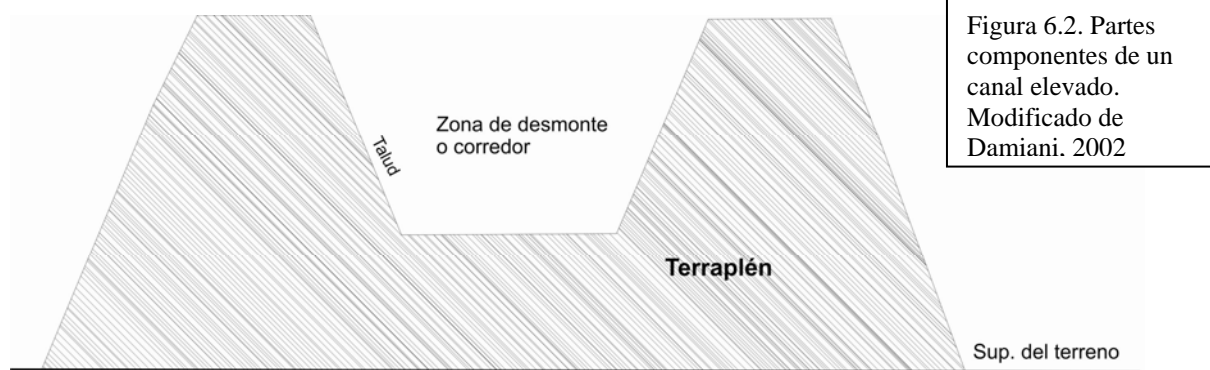 Figura 6.2. Partes
componentes de un
canal elevado.
Modificado de
Damiani. 2002
Zona de desmonte
o corredor
Talud
Terraplén
Sup. del terreno